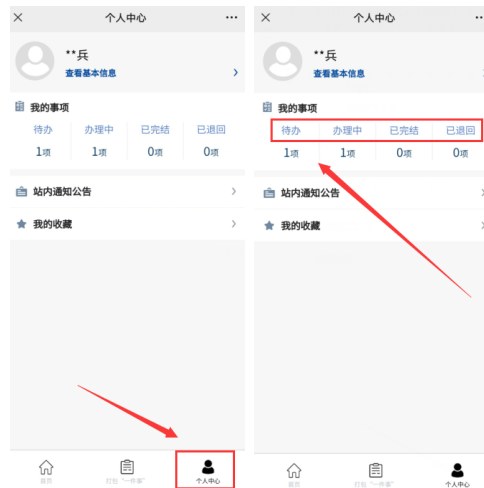 个人中心
**兵
查看基本信息
我的事项
待办 办理中 已完结 已退回
1项 1项 0项 0项
站内通知公告
我的收藏
首页 打包“一件事” 个人中心
个人中心
**兵
查看基本信息
我的事项
待办 办理中 已完结 已退回
1项 1项 0项 0项
站内通知公告
我的收藏
首页 打包“一件事” 个人中心